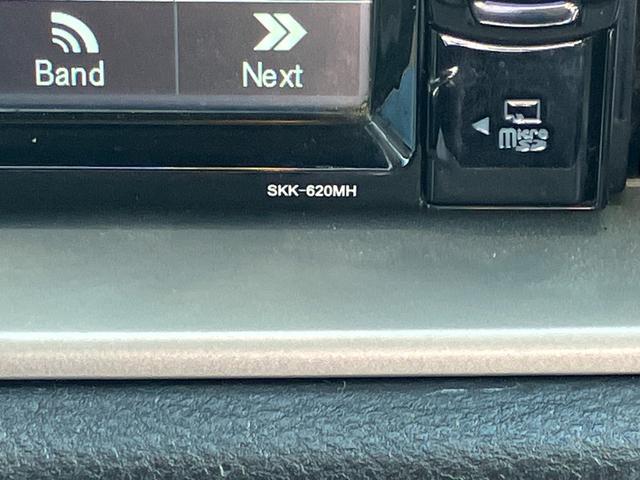 Band
Next
micro
SD
SKK-620MH